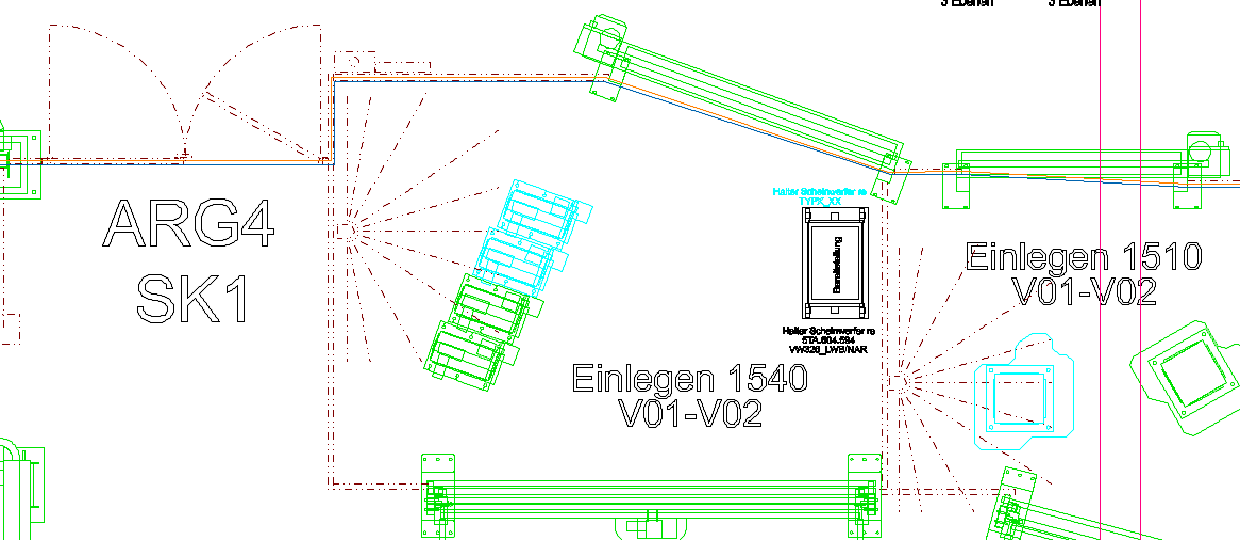 3 Ebenen 3 Ebenen
ARG4
SK1
Halter Scheinwerfer re
TYPK_XX
Bereitstellung
Halter Scheinwerfer re
5TA.804.594
VW326_LWB/NAR
Einlegen 1510
V01-V02
Einlegen 1540
V01-V02